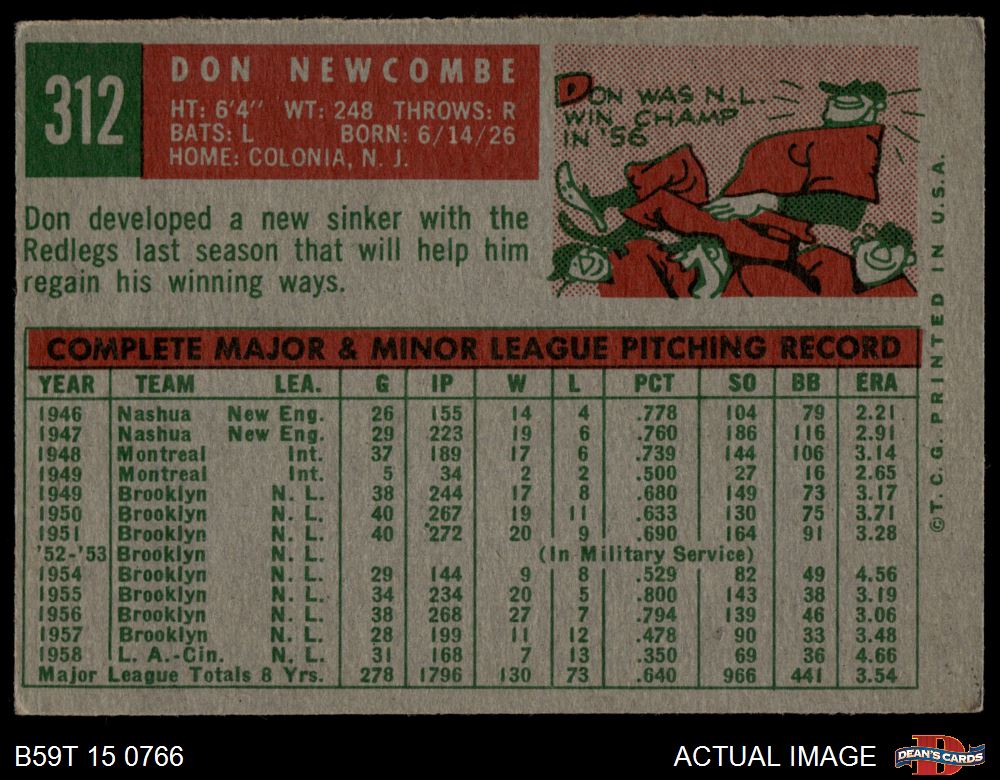 312
DON NEWCOMBE
HT: 6'4" WT: 248 THROWS: R
BATS: L BORN: 6/14/26
HOME: COLONIA, N. J.
DON WAS N.L.
WIN CHAMP
IN '56
Don developed a new sinker with the
Redlegs last season that will help him
regain his winning ways.
COMPLETE MAJOR & MINOR LEAGUE PITCHING RECORD
YEAR TEAM LEA. G IP W L PCT SO BB ERA
1946 Nashua New Eng. 26 155 14 4 .778 104 79 2.21
1947 Nashua New Eng. 29 223 19 6 .760 186 116 2.91
1948 Montreal Int. 37 189 17 6 .739 144 106 3.14
1949 Montreal Int. 5 34 2 2 .500 27 16 2.65
1949 Brooklyn N. L. 38 244 17 8 .680 149 73 3.17
1950 Brooklyn N. L. 40 267 19 11 .633 130 75 3.71
1951 Brooklyn N. L. 40 272 20 9 .690 164 91 3.28
'52-'53 Brooklyn N. L. (In Military Service)
1954 Brooklyn N. L. 29 144 9 8 .529 82 49 4.56
1955 Brooklyn N. L. 34 234 20 5 .800 143 38 3.19
1956 Brooklyn N. L. 38 268 27 7 .794 139 46 3.06
1957 Brooklyn N. L. 28 199 11 12 .478 90 33 3.48
1958 L. A.-Cin. N. L. 31 168 7 13 .350 69 36 4.66
Major League Totals 8 Yrs. 278 1796 130 73 .640 966 441 3.54
©T. C. G. PRINTED IN U.S.A.
B59T 15 0766
ACTUAL IMAGE
DEAN'S CARDS